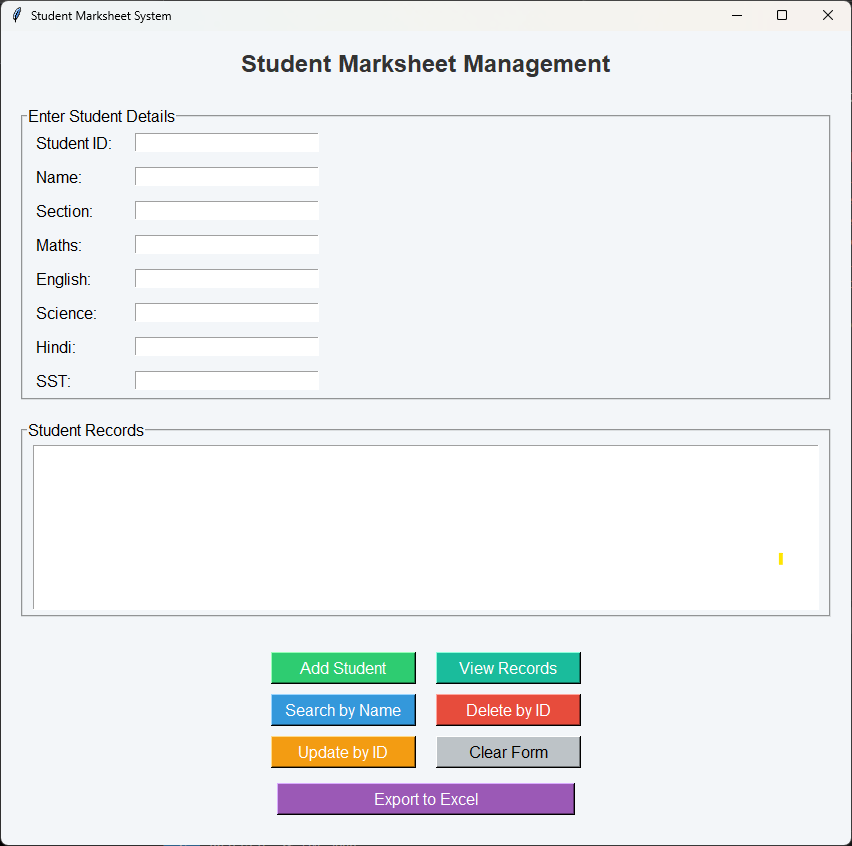 Student Marksheet System
Student Marksheet Management
Enter Student Details
Student ID:
Name:
Section:
Maths:
English:
Science:
Hindi:
SST:
Student Records
Add Student View Records
Search by Name Delete by ID
Update by ID Clear Form
Export to Excel